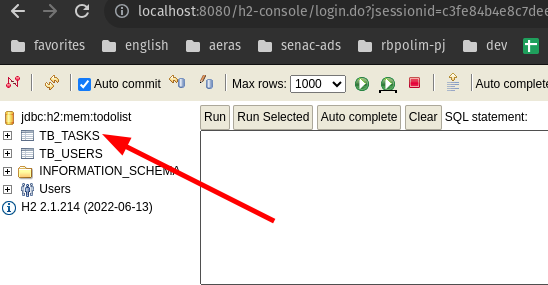 localhost:8080/h2-console/login.do?jsessionid=c3fe84b4e8c7dee
favorites english aeras senac-ads rbpolim-pj dev
Auto commit Max rows: 1000 Auto complete
jdbc:h2:mem:todolist
Run Run Selected Auto complete Clear SQL statement:
TB_TASKS
TB_USERS
INFORMATION_SCHEMA
Users
H2 2.1.214 (2022-06-13)